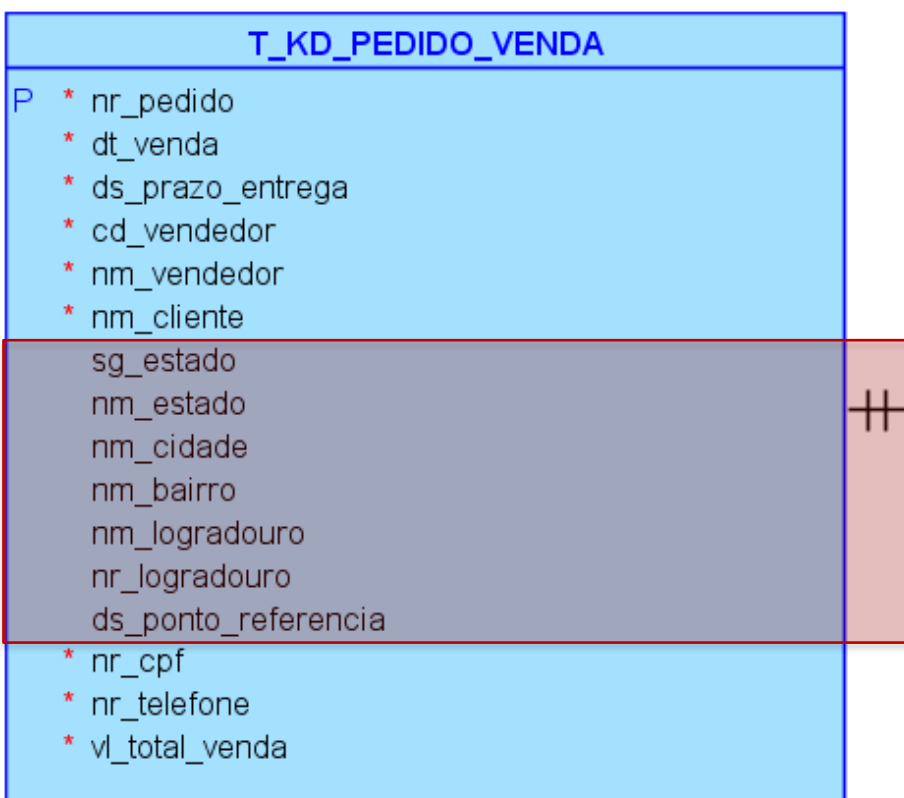 T_KD_PEDIDO_VENDA
P * nr_pedido
* dt_venda
* ds_prazo_entrega
* cd_vendedor
* nm_vendedor
* nm_cliente
sg_estado
nm_estado
nm_cidade
nm_bairro
nm_logradouro
nr_logradouro
ds_ponto_referencia
* nr_cpf
* nr_telefone
* vl_total_venda